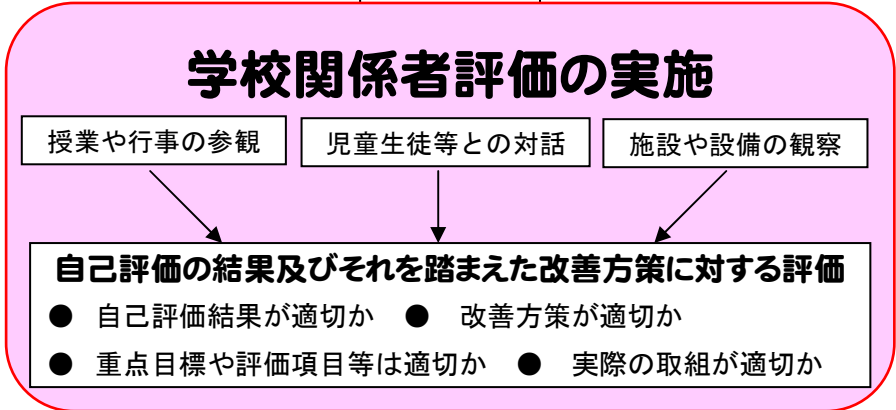 学校関係者評価の実施
授業や行事の参観
児童生徒等との対話
施設や設備の観察
自己評価の結果及びそれを踏まえた改善方策に対する評価
● 自己評価結果が適切か ● 改善方策が適切か
● 重点目標や評価項目等は適切か ● 実際の取組が適切か